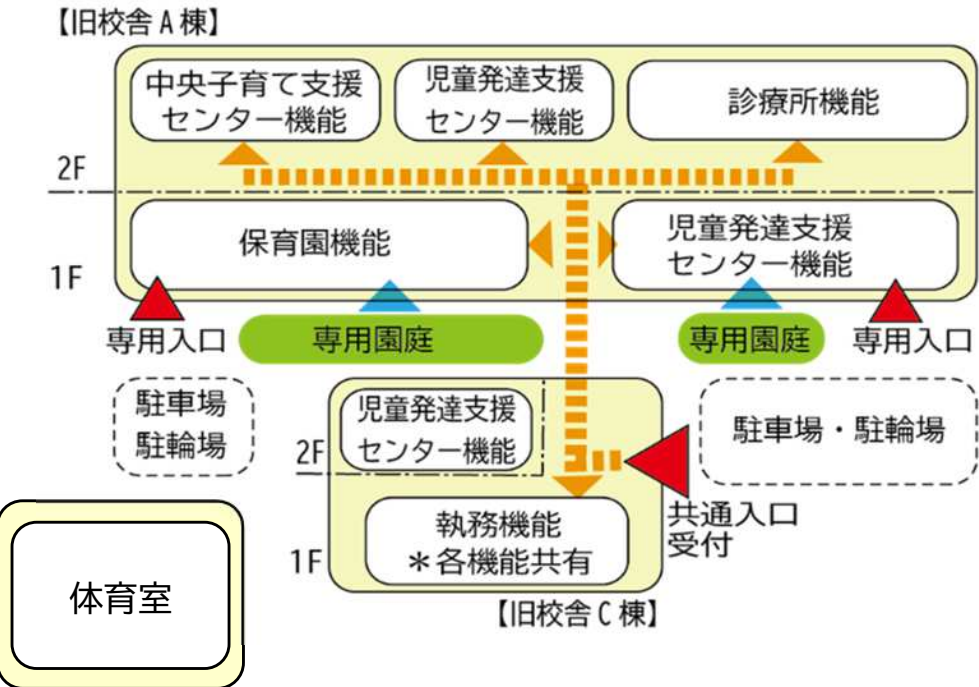 【旧校舎A棟】
中央子育て支援
センター機能
児童発達支援
センター機能
診療所機能
2F
保育園機能
児童発達支援
センター機能
1F
専用入口
専用園庭
専用園庭
専用入口
駐車場
駐輪場
児童発達支援
センター機能
2F
駐車場・駐輪場
共通入口
受付
執務機能
＊各機能共有
1F
【旧校舎C棟】
体育室